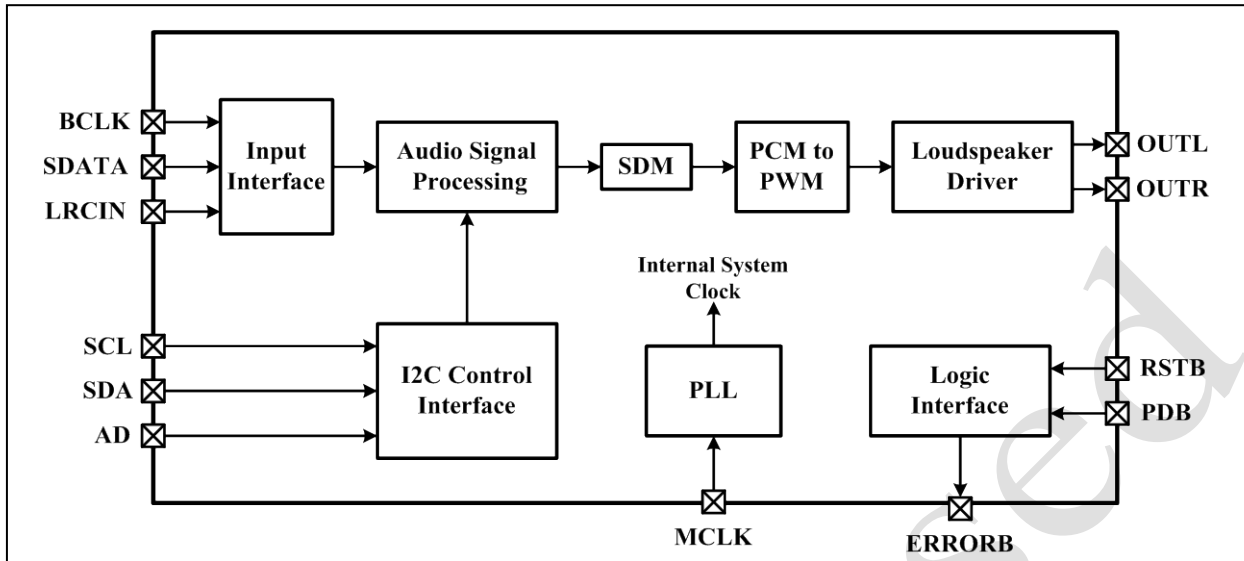 BCLK
SDATA
LRCIN
Input
Interface
Audio Signal
Processing
SDM
PCM to
PWM
Loudspeaker
Driver
OUTL
OUTR
Internal System
Clock
SCL
SDA
AD
I2C Control
Interface
PLL
Logic
Interface
RSTB
PDB
MCLK
ERRORB
sed